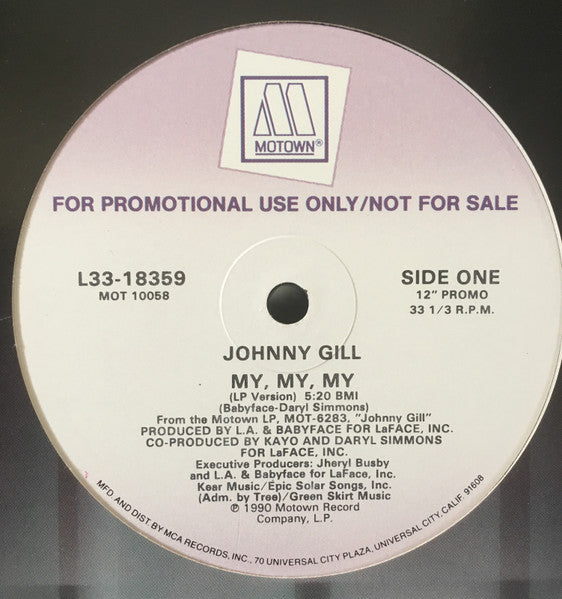 MOTOWN®
FOR PROMOTIONAL USE ONLY/NOT FOR SALE
L33-18359
MOT 10058
SIDE ONE
12” PROMO
33 1/3 R.P.M.
JOHNNY GILL
MY, MY, MY
(LP Version) 5:20 BMI
(Babyface-Daryl Simmons)
From the Motown LP, MOT-6283, "Johnny Gill"
PRODUCED BY L.A. & BABYFACE FOR LaFACE, INC.
CO-PRODUCED BY KAYO AND DARYL SIMMONS
FOR LaFACE, INC.
Executive Producers: Jheryl Busby
and L.A. & Babyface for LaFace, Inc.
Kear Music/Epic Solar Songs, Inc.
(Adm. by Tree)/Green Skirt Music
℗ 1990 Motown Record
Company, L.P.
MFD. AND DIST. BY MCA RECORDS, INC., 70 UNIVERSAL CITY PLAZA, UNIVERSAL CITY, CALIF. 91608